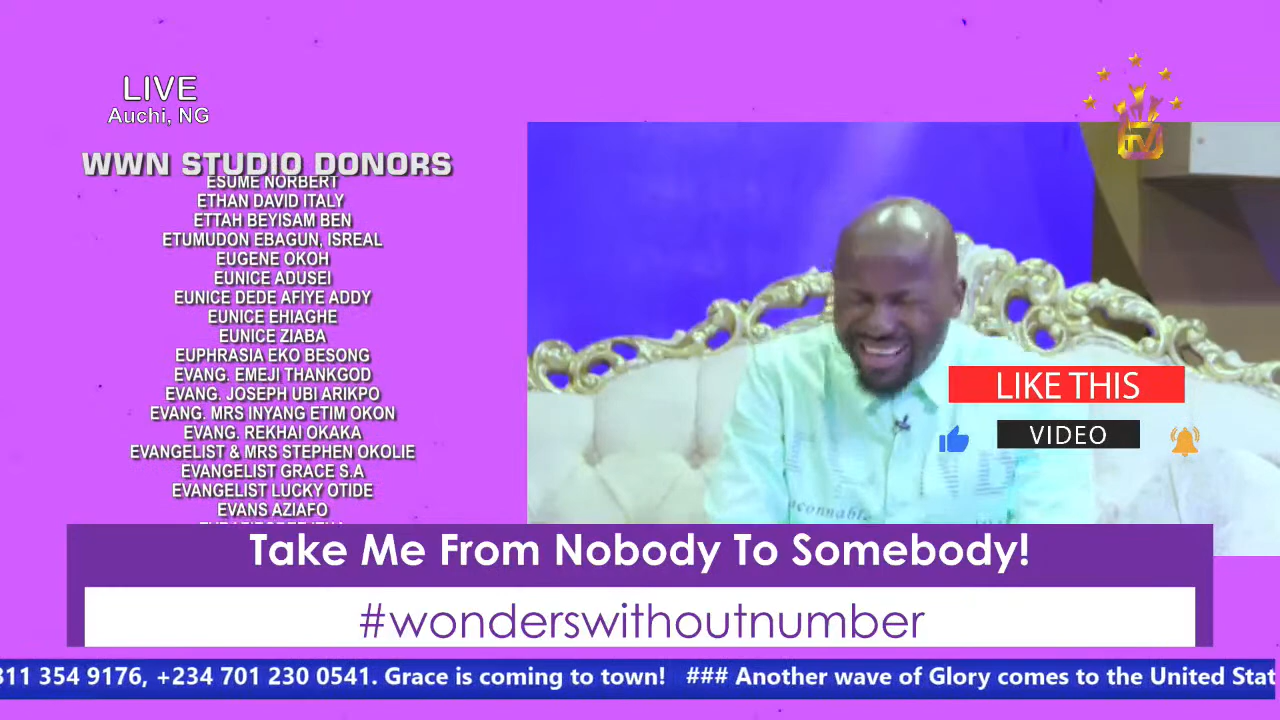 LIVE
Auchi, NG
WWN STUDIO DONORS
ESUME NORBERT
ETHAN DAVID ITALY
ETTAH BEYISAM BEN
ETUMUDON EBAGUN, ISREAL
EUGENE OKOH
EUNICE ADUSEI
EUNICE DEDE AFIYE ADDY
EUNICE EHIAGHE
EUNICE ZIABA
EUPHRASIA EKO BESONG
EVANG. EMEJI THANKGOD
EVANG. JOSEPH UBI ARIKPO
EVANG. MRS INYANG ETIM OKON
EVANG. REKHAI OKAKA
EVANGELIST & MRS STEPHEN OKOLIE
EVANGELIST GRACE S.A
EVANGELIST LUCKY OTIDE
EVANS AZIAFO
TV
LIKE THIS
VIDEO
Take Me From Nobody To Somebody!
#wonderswithoutnumber
811 354 9176, +234 701 230 0541. Grace is coming to town! ### Another wave of Glory comes to the United Stat